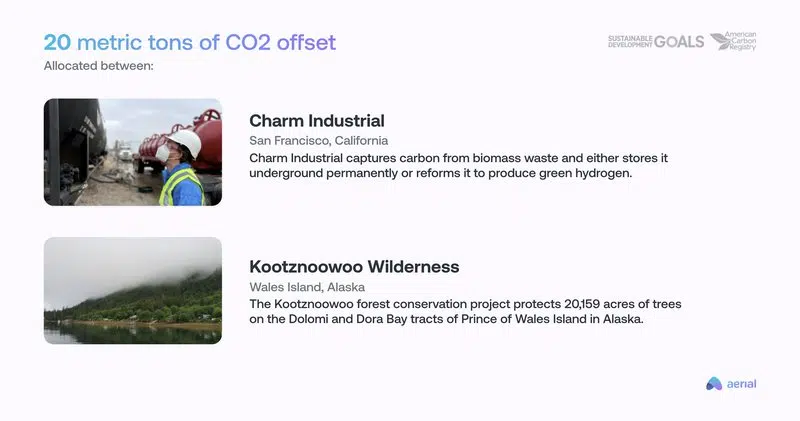 20 metric tons of CO2 offset
Allocated between:
SUSTAINABLE
DEVELOPMENT GOALS
American
Carbon
Registry
Charm Industrial
San Francisco, California
Charm Industrial captures carbon from biomass waste and either stores it
underground permanently or reforms it to produce green hydrogen.
Kootznoowoo Wilderness
Wales Island, Alaska
The Kootznoowoo forest conservation project protects 20,159 acres of trees
on the Dolomi and Dora Bay tracts of Prince of Wales Island in Alaska.
aerial